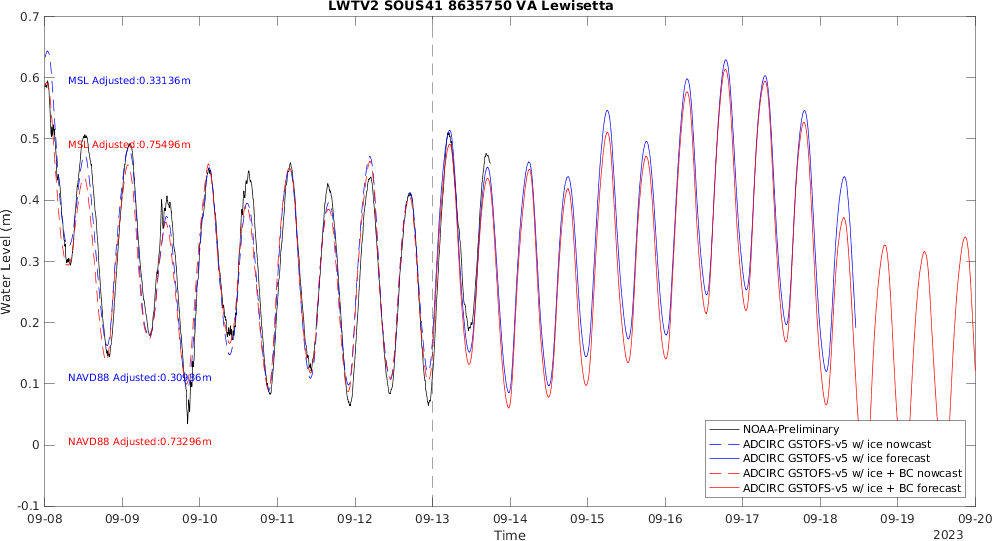 LWTV2 SOUS41 8635750 VA Lewisetta
0.7
0.6
0.5
0.4
0.3
0.2
0.1
0
-0.1
Water Level (m)
MSL Adjusted:0.33136m
MSL Adjusted:0.75496m
NAVD88 Adjusted:0.30936m
NAVD88 Adjusted:0.73296m
NOAA-Preliminary
ADCIRC GSTOFS-v5 w/ ice nowcast
ADCIRC GSTOFS-v5 w/ ice forecast
ADCIRC GSTOFS-v5 w/ ice + BC nowcast
ADCIRC GSTOFS-v5 w/ ice + BC forecast
09-08 09-09 09-10 09-11 09-12 09-13 09-14 09-15 09-16 09-17 09-18 09-19 09-20
Time
2023